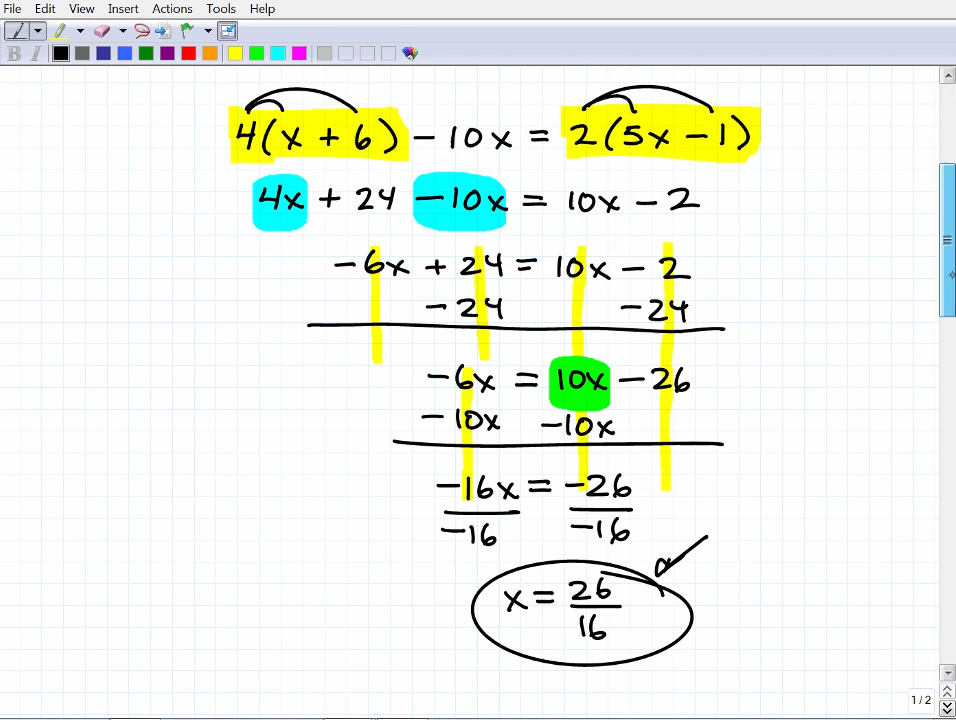 File Edit View Insert Actions Tools Help
B I
4(x + 6) - 10x = 2(5x - 1)
4x + 24 - 10x = 10x - 2
-6x + 24 = 10x - 2
-24 -24
-6x = 10x - 26
-10x -10x
-16x = -26
-16 -16
x = 26
16
1 / 2